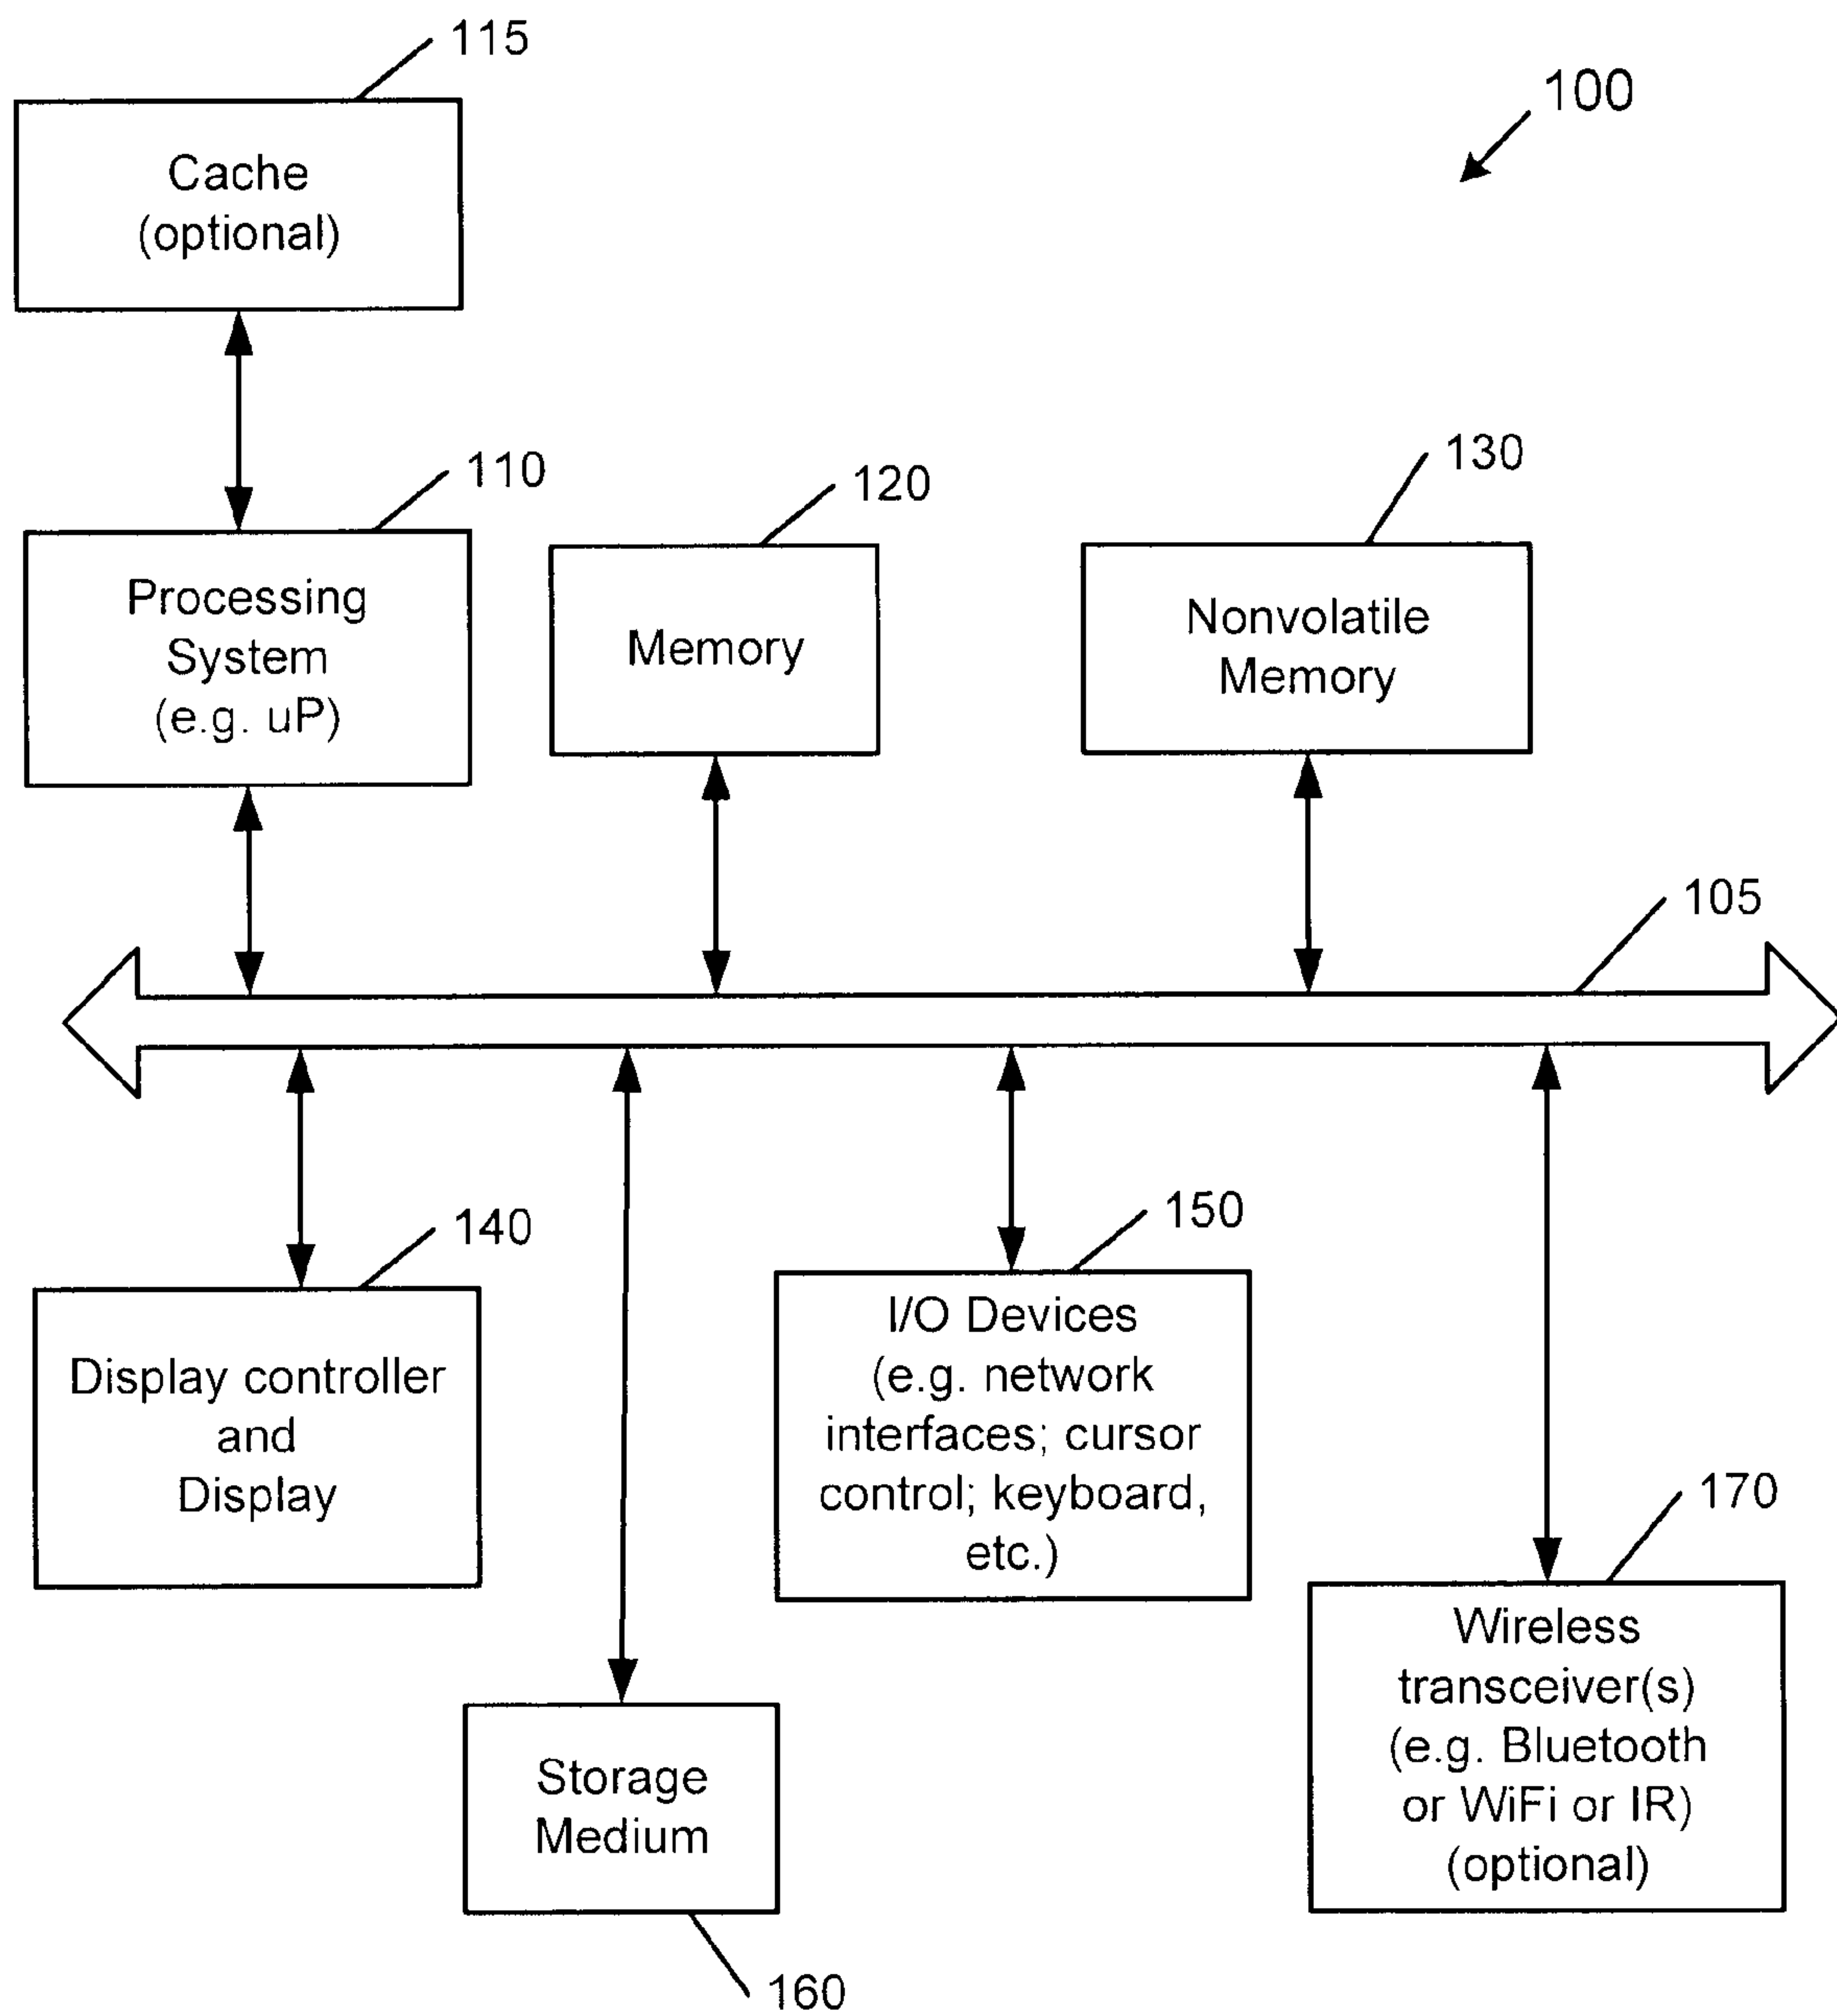 115
100
Cache
(optional)
110
120
130
Processing
System
(e.g. uP)
Memory
Nonvolatile
Memory
105
140
150
Display controller
and
Display
I/O Devices
(e.g. network
interfaces; cursor
control; keyboard,
etc.)
170
Storage
Medium
Wireless
transceiver(s)
(e.g. Bluetooth
or WiFi or IR)
(optional)
160